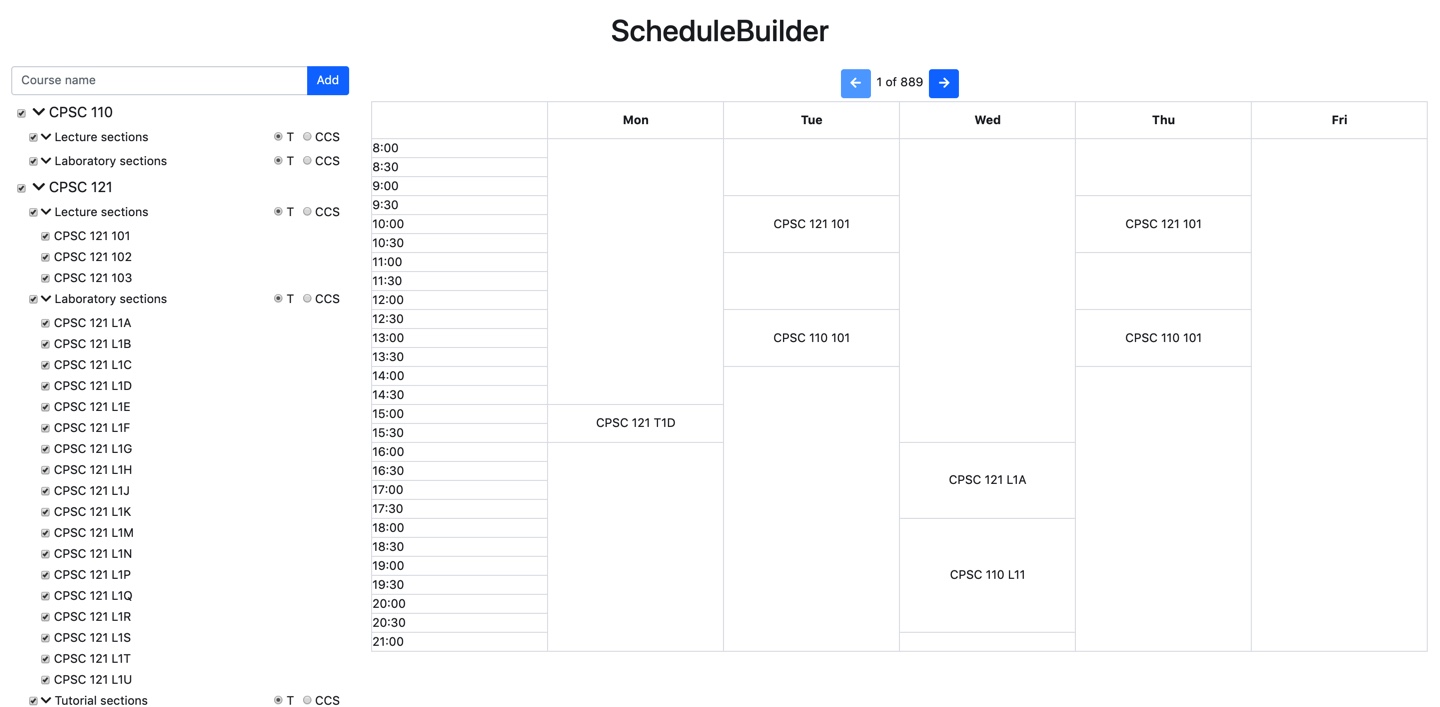 ScheduleBuilder
Course name Add
CPSC 110
Lecture sections T CCS
Laboratory sections T CCS
CPSC 121
Lecture sections T CCS
CPSC 121 101
CPSC 121 102
CPSC 121 103
Laboratory sections T CCS
CPSC 121 L1A
CPSC 121 L1B
CPSC 121 L1C
CPSC 121 L1D
CPSC 121 L1E
CPSC 121 L1F
CPSC 121 L1G
CPSC 121 L1H
CPSC 121 L1J
CPSC 121 L1K
CPSC 121 L1M
CPSC 121 L1N
CPSC 121 L1P
CPSC 121 L1Q
CPSC 121 L1R
CPSC 121 L1S
CPSC 121 L1T
CPSC 121 L1U
Tutorial sections T CCS
1 of 889
Mon Tue Wed Thu Fri
8:00
8:30
9:00
9:30
10:00 CPSC 121 101 CPSC 121 101
10:30
11:00
11:30
12:00
12:30
13:00 CPSC 110 101 CPSC 110 101
13:30
14:00
14:30
15:00
CPSC 121 T1D
15:30
16:00
16:30
CPSC 121 L1A
17:00
17:30
18:00
18:30
19:00
CPSC 110 L11
19:30
20:00
20:30
21:00